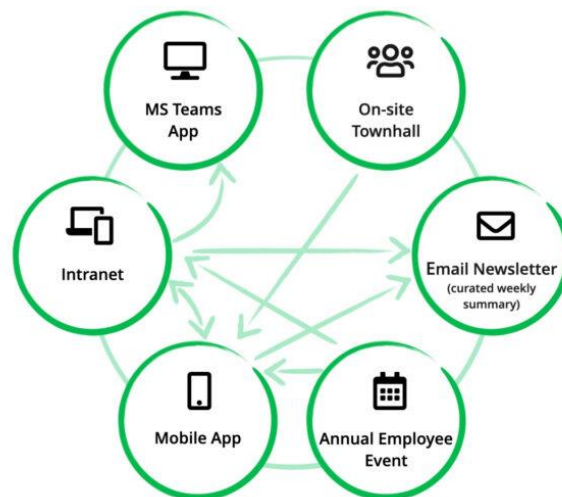 MS Teams
App
On-site
Townhall
Intranet
Email Newsletter
(curated weekly
summary)
Mobile App
Annual Employee
Event